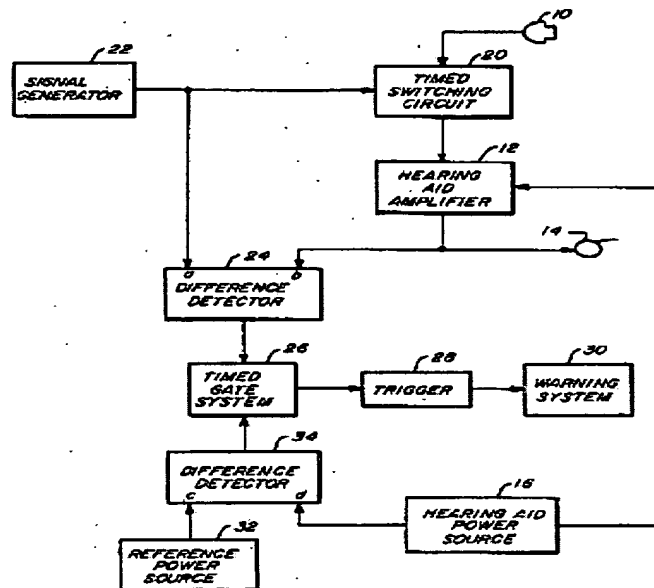 10
22
SIGNAL
GENERATOR
20
TIMED
SWITCHING
CIRCUIT
12
HEARING
AID
AMPLIFIER
14
24
a b
DIFFERENCE
DETECTOR
26
TIMED
GATE
SYSTEM
28
TRIGGER
30
WARNING
SYSTEM
34
DIFFERENCE
DETECTOR
c d
16
HEARING AID
POWER
SOURCE
32
REFERENCE
POWER
SOURCE